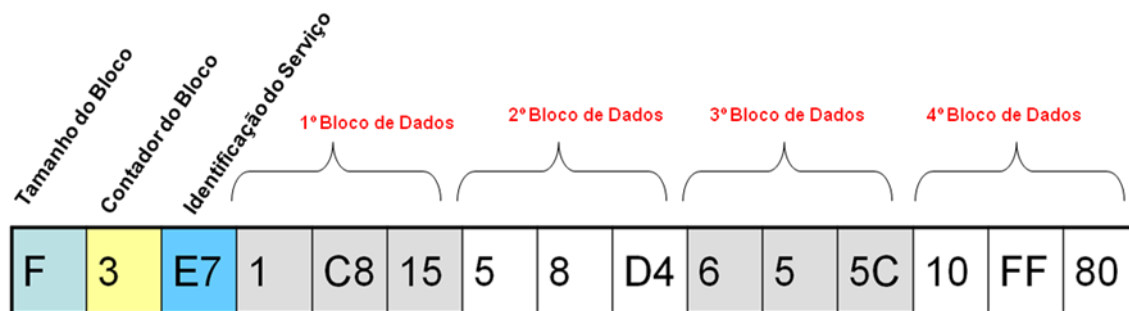 Tamanho do Bloco
Contador do Bloco
Identificação do Serviço
1º Bloco de Dados
2º Bloco de Dados
3º Bloco de Dados
4º Bloco de Dados
F 3 E7 1 C8 15 5 8 D4 6 5 5C 10 FF 80